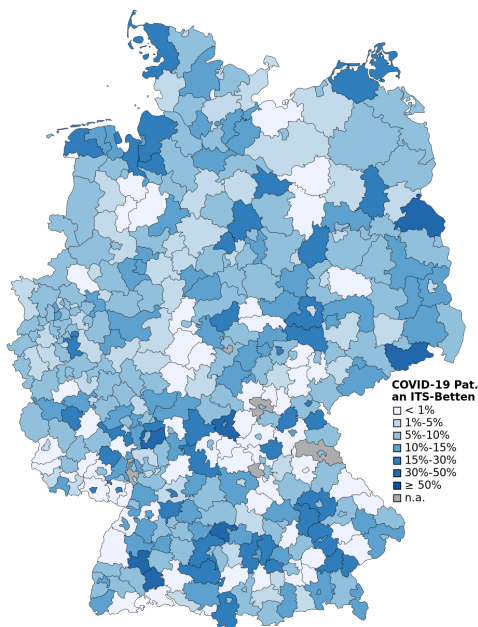 COVID-19 Pat.
an ITS-Betten
< 1%
1%-5%
5%-10%
10%-15%
15%-30%
30%-50%
≥ 50%
n.a.